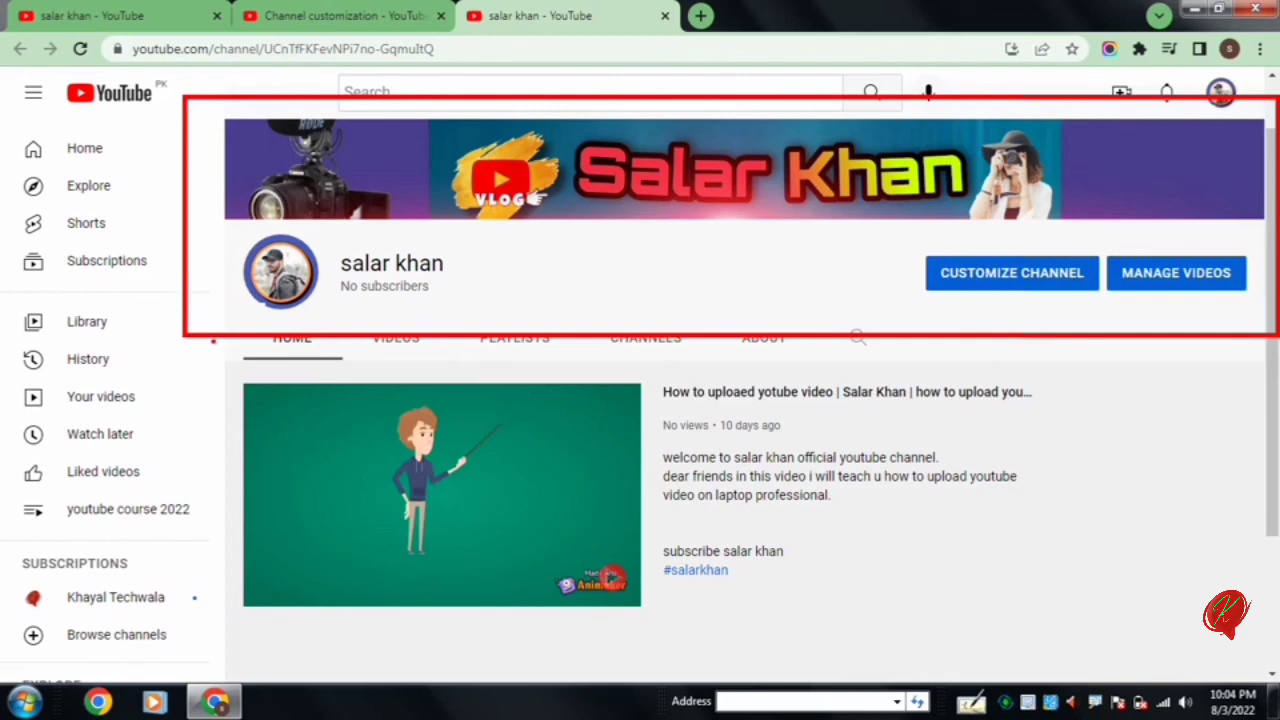 salar khan - YouTube
Channel customization - YouTub
salar khan - YouTube
youtube.com/channel/UCnTfFKFevNPi7no-GqmuItQ
S
YouTube PK
Search
Home
Explore
Shorts
Subscriptions
Library
History
Your videos
Watch later
Liked videos
youtube course 2022
SUBSCRIPTIONS
Khayal Techwala
Browse channels
RODE
VLOG
Salar Khan
salar khan
No subscribers
CUSTOMIZE CHANNEL
MANAGE VIDEOS
HOME
VIDEOS
PLAYLISTS
CHANNELS
ABOUT
How to uploaed yotube video | Salar Khan | how to upload you...
No views • 10 days ago
welcome to salar khan official youtube channel.
dear friends in this video i will teach u how to upload youtube
video on laptop professional.
subscribe salar khan
#salarkhan
Animaker
K
Address
10:04 PM
8/3/2022